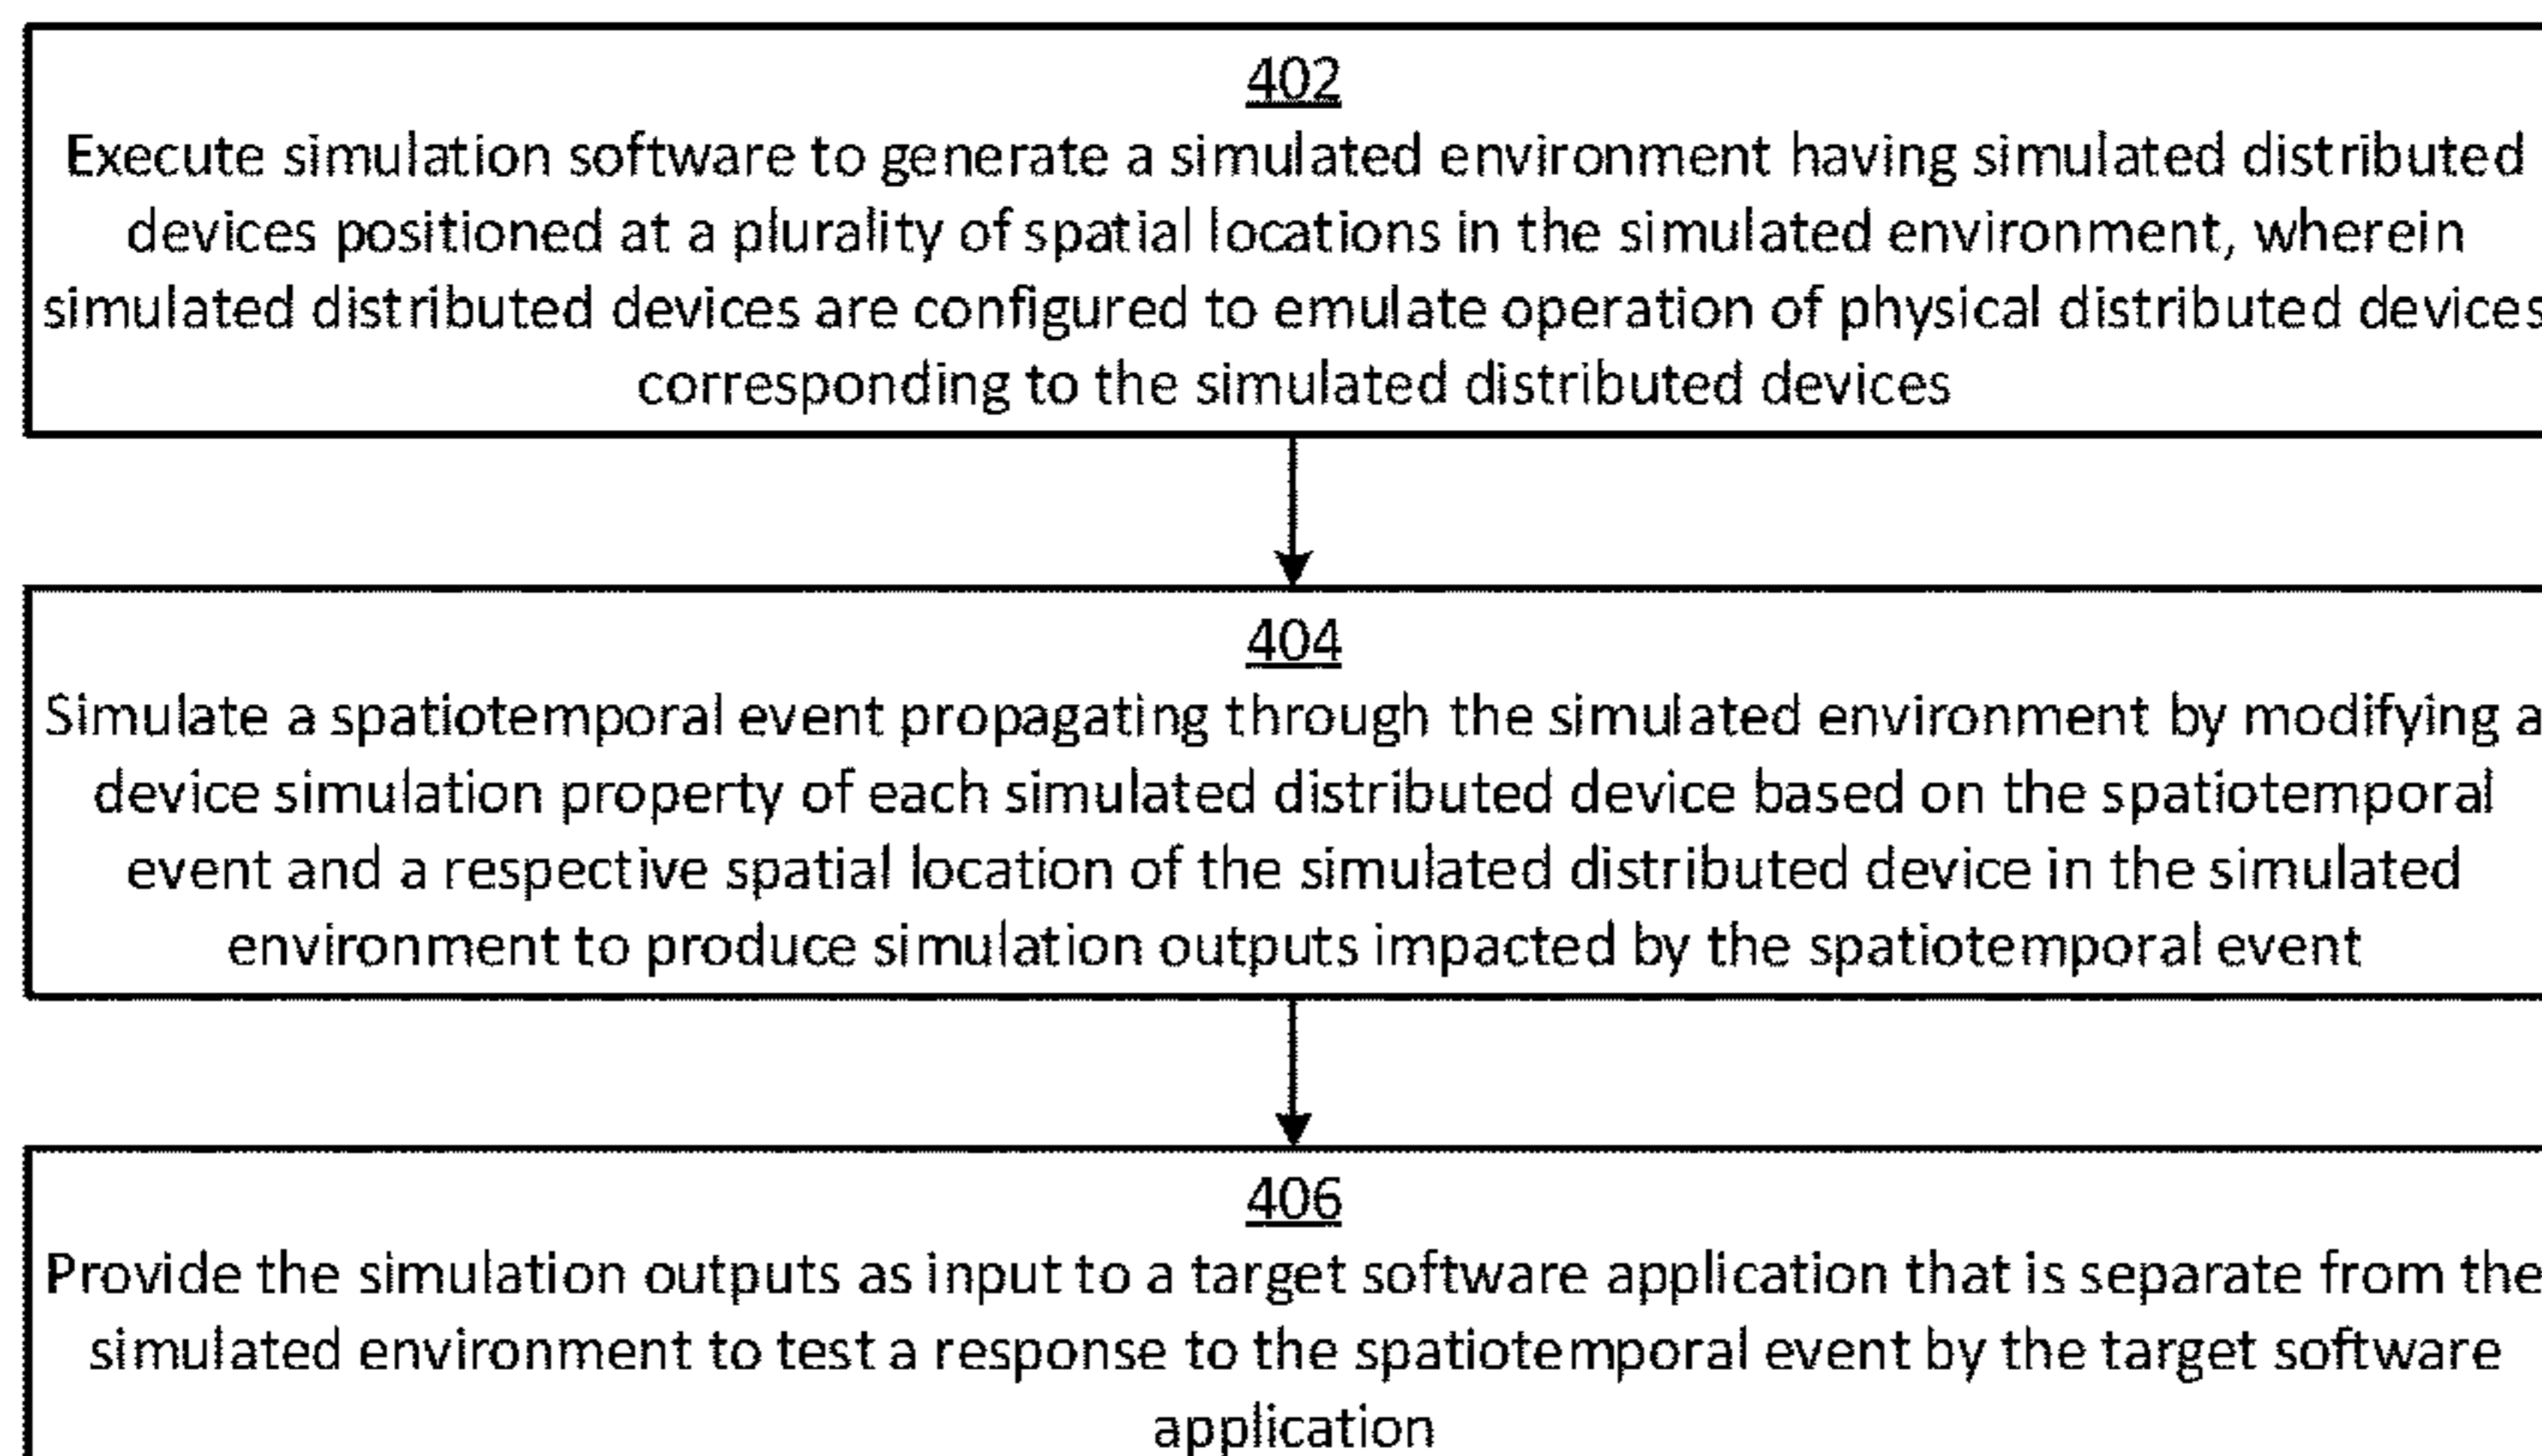 402
Execute simulation software to generate a simulated environment having simulated distributed
devices positioned at a plurality of spatial locations in the simulated environment, wherein
simulated distributed devices are configured to emulate operation of physical distributed devices
corresponding to the simulated distributed devices
404
Simulate a spatiotemporal event propagating through the simulated environment by modifying a
device simulation property of each simulated distributed device based on the spatiotemporal
event and a respective spatial location of the simulated distributed device in the simulated
environment to produce simulation outputs impacted by the spatiotemporal event
406
Provide the simulation outputs as input to a target software application that is separate from the
simulated environment to test a response to the spatiotemporal event by the target software
application